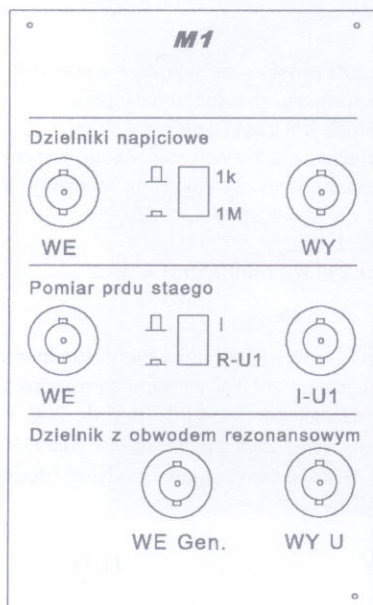 M1
Dzielniki napiciowe
1k
1M
WE WY
Pomiar prdu staego
I
R-U1
WE I-U1
Dzielnik z obwodem rezonansowym
WE Gen. WY U